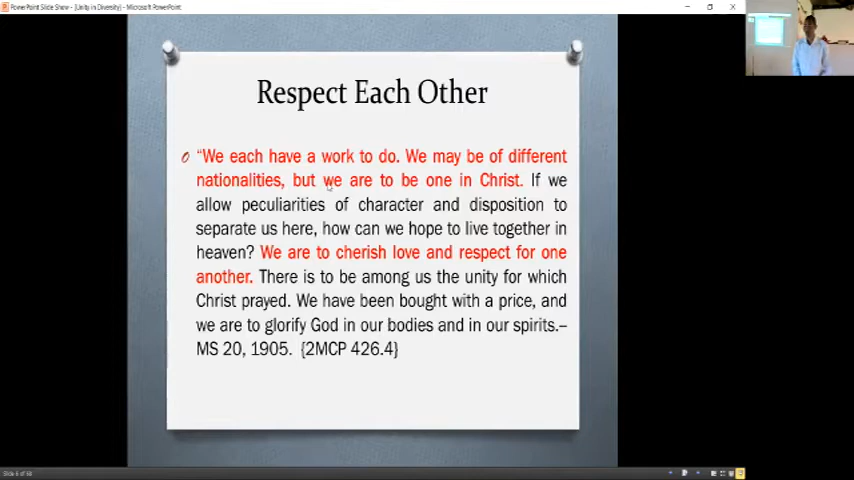 PowerPoint Slide Show - [Unity in Diversity] - Microsoft PowerPoint
Respect Each Other
“We each have a work to do. We may be of different
nationalities, but we are to be one in Christ. If we
allow peculiarities of character and disposition to
separate us here, how can we hope to live together in
heaven? We are to cherish love and respect for one
another. There is to be among us the unity for which
Christ prayed. We have been bought with a price, and
we are to glorify God in our bodies and in our spirits.–
MS 20, 1905. {2MCP 426.4}